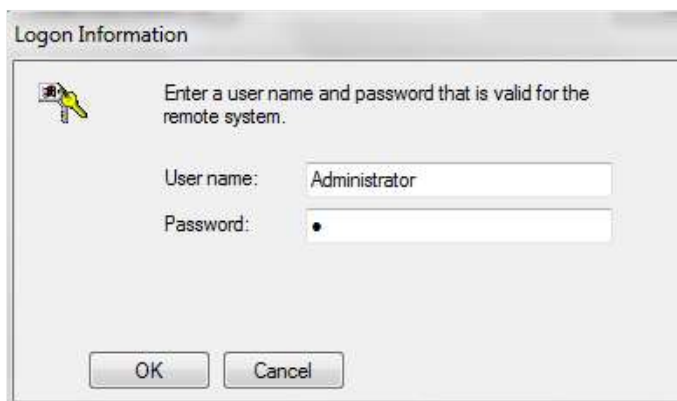 Logon Information
Enter a user name and password that is valid for the
remote system.
User name:
Administrator
Password:
●
OK
Cancel